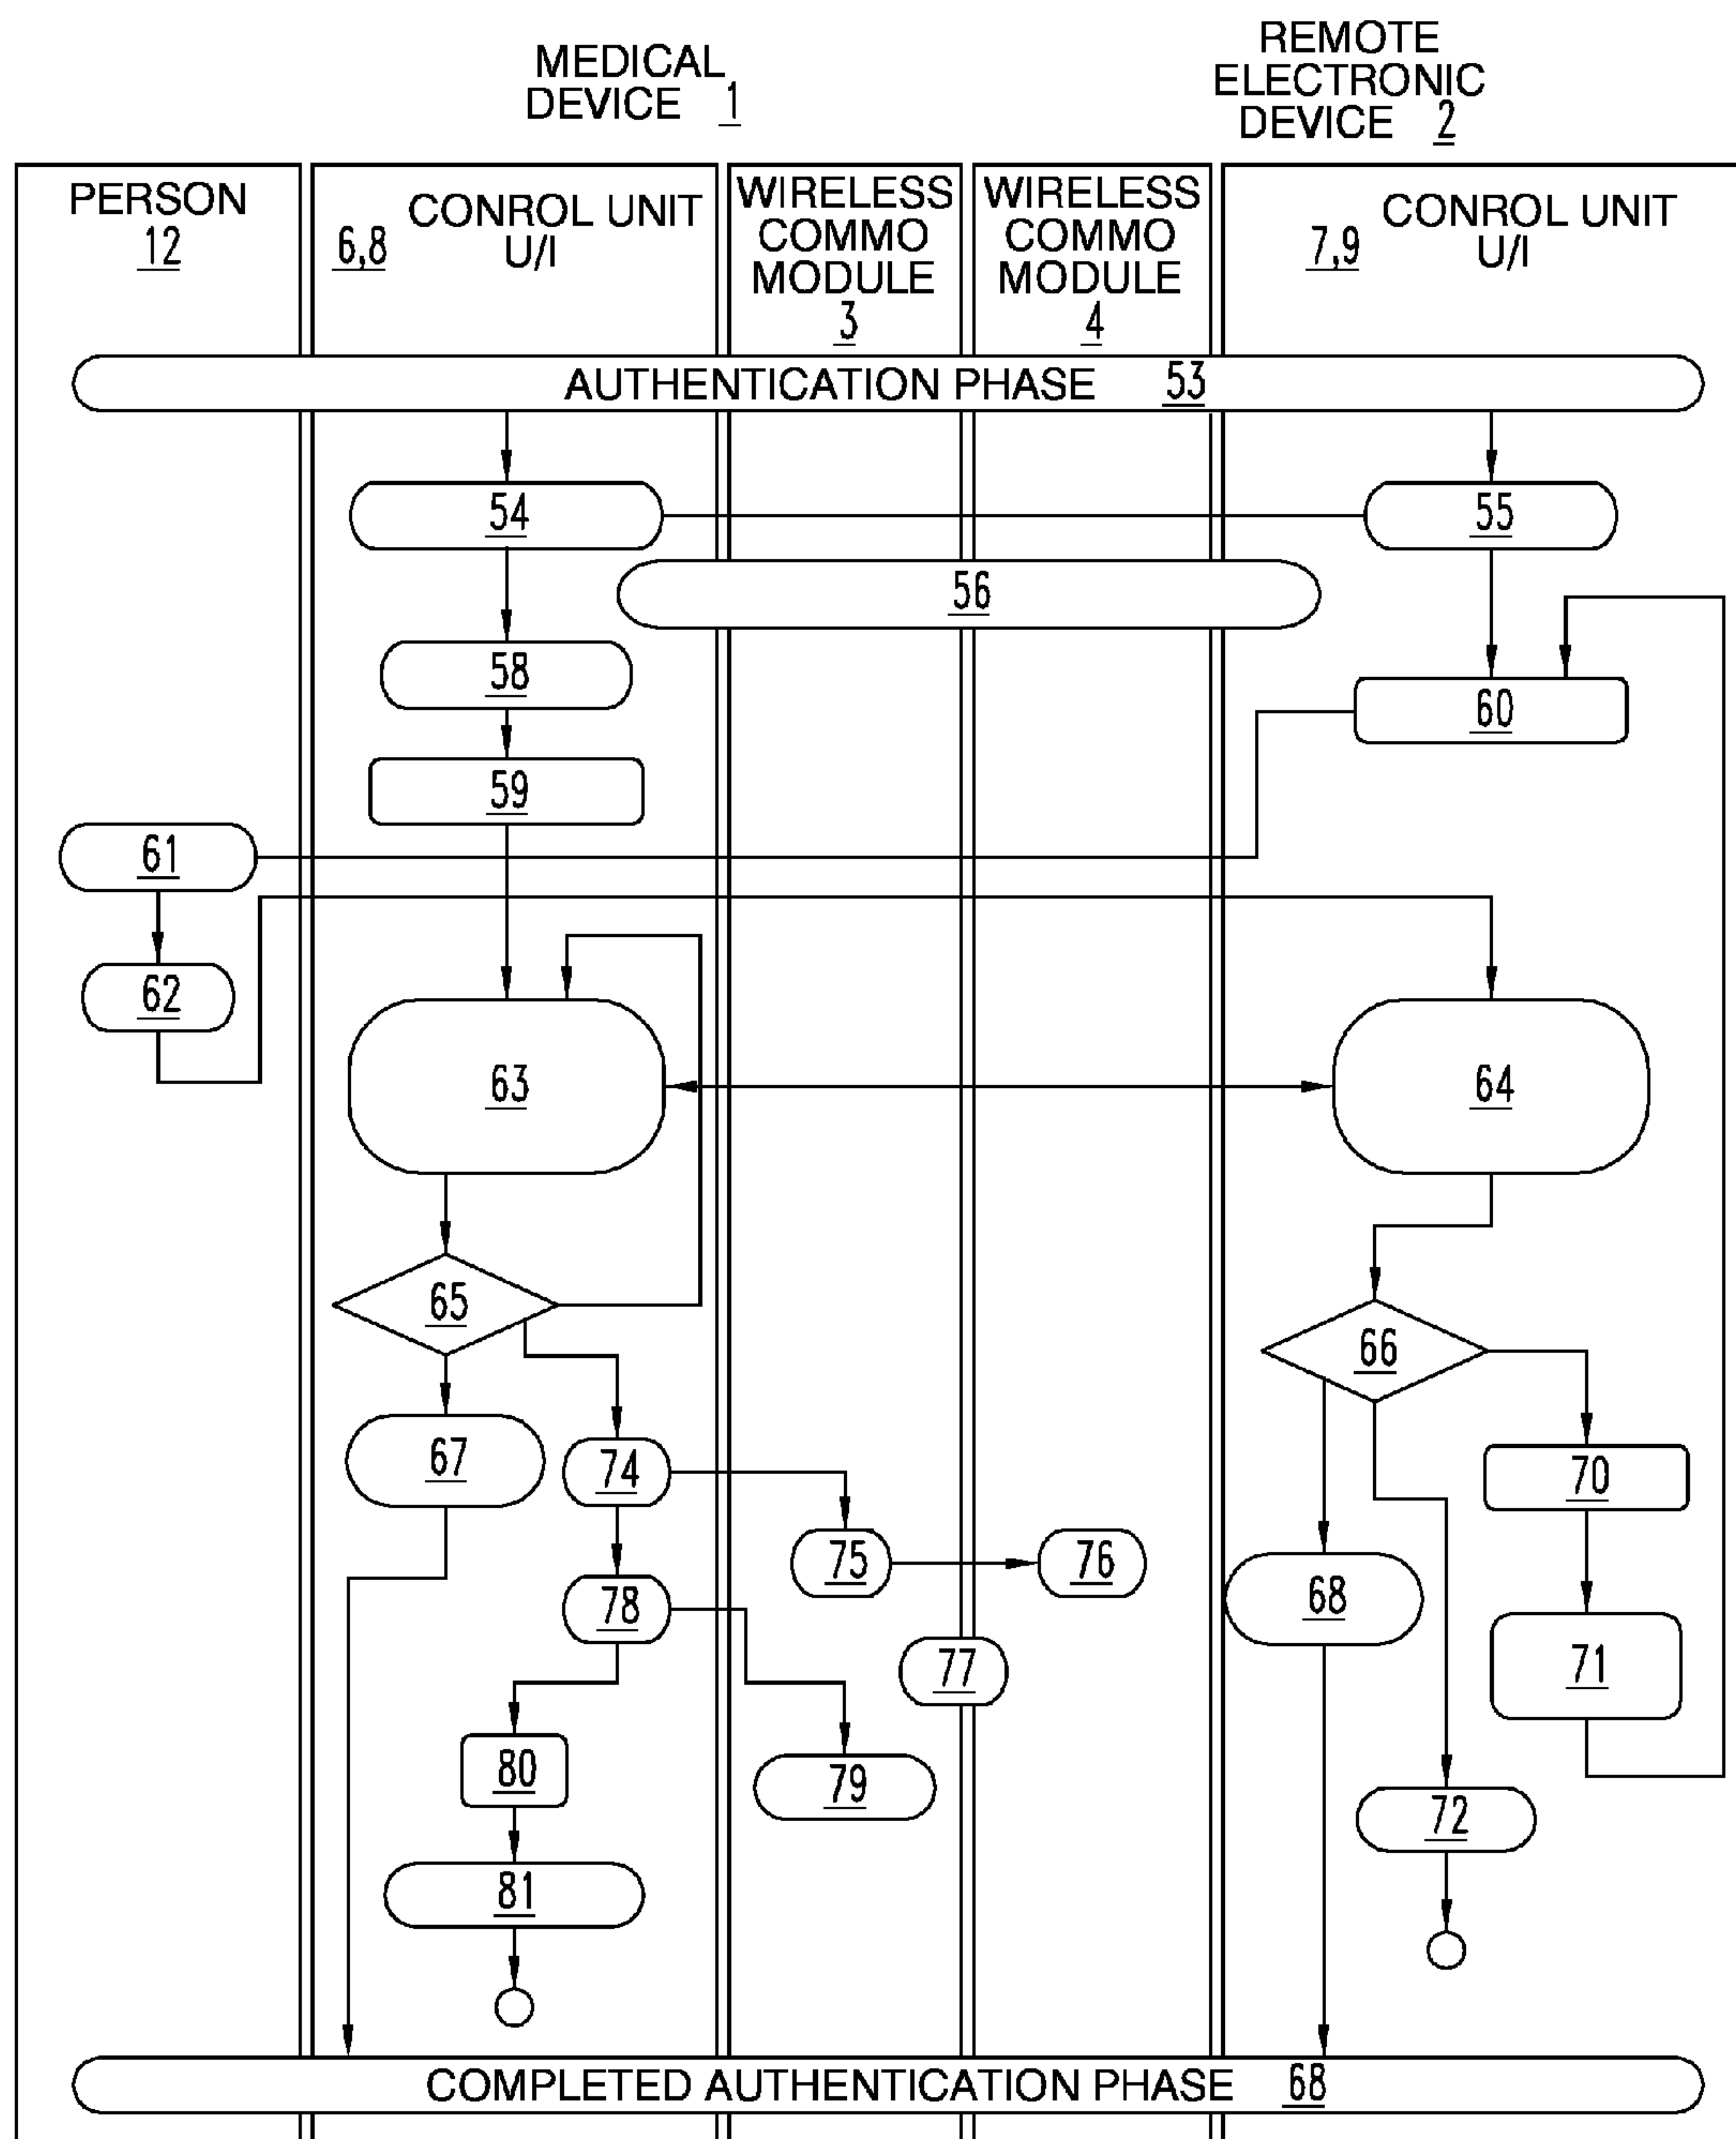 MEDICAL
DEVICE 1
REMOTE
ELECTRONIC
DEVICE 2
PERSON
12
6,8
CONROL UNIT
U/I
WIRELESS
COMMO
MODULE
3
WIRELESS
COMMO
MODULE
4
7,9
CONROL UNIT
U/I
AUTHENTICATION PHASE 53
54
55
56
58
60
59
61
62
63
64
65
66
67
74
70
75
76
68
78
77
71
80
79
72
81
COMPLETED AUTHENTICATION PHASE 68